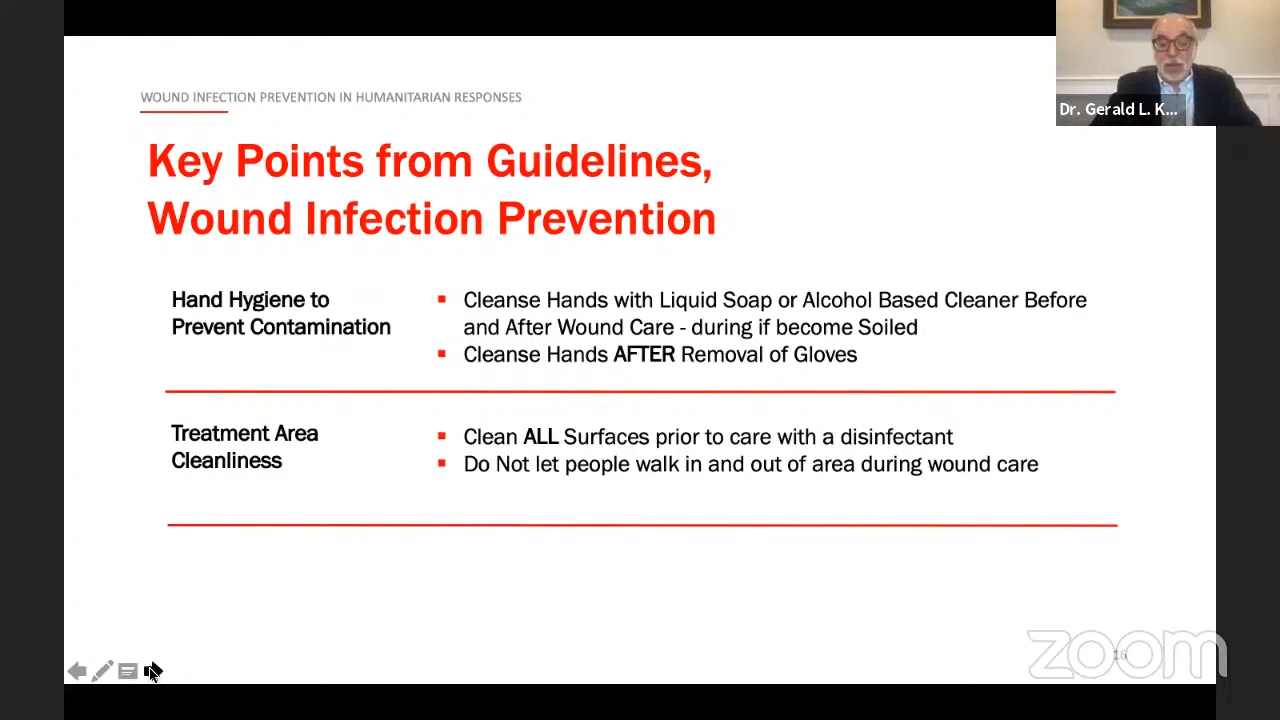 WOUND INFECTION PREVENTION IN HUMANITARIAN RESPONSES
Dr. Gerald L. K...
Key Points from Guidelines,
Wound Infection Prevention
Hand Hygiene to
Prevent Contamination
▪ Cleanse Hands with Liquid Soap or Alcohol Based Cleaner Before
and After Wound Care - during if become Soiled
▪ Cleanse Hands AFTER Removal of Gloves
Treatment Area
Cleanliness
▪ Clean ALL Surfaces prior to care with a disinfectant
▪ Do Not let people walk in and out of area during wound care
zoom
16